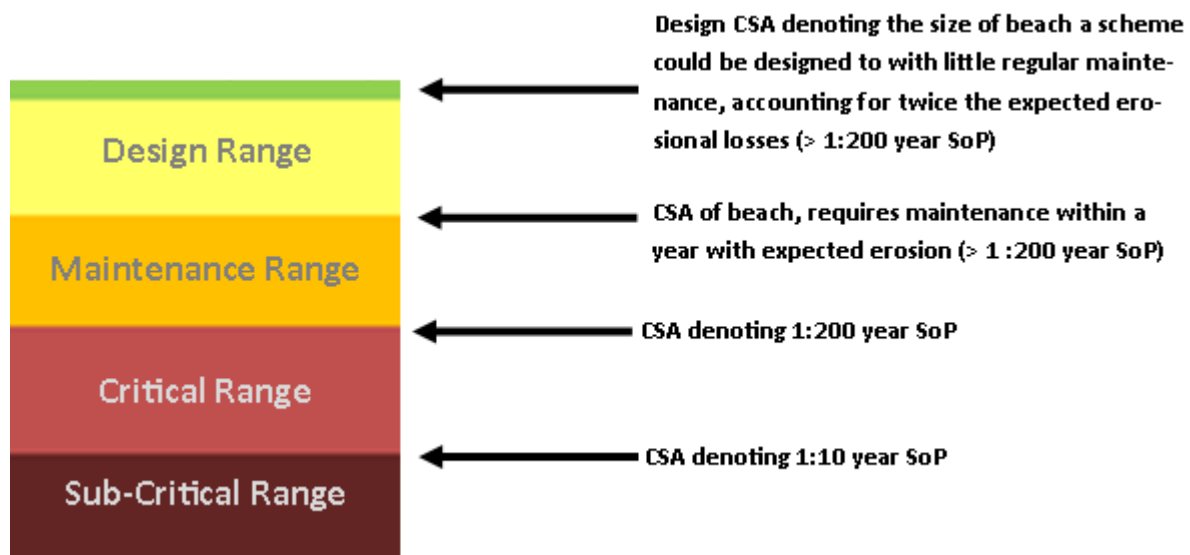 Design CSA denoting the size of beach a scheme
could be designed to with little regular mainte-
nance, accounting for twice the expected ero-
sional losses (> 1:200 year SoP)
Design Range
CSA of beach, requires maintenance within a
year with expected erosion (> 1 :200 year SoP)
Maintenance Range
CSA denoting 1:200 year SoP
Critical Range
CSA denoting 1:10 year SoP
Sub-Critical Range